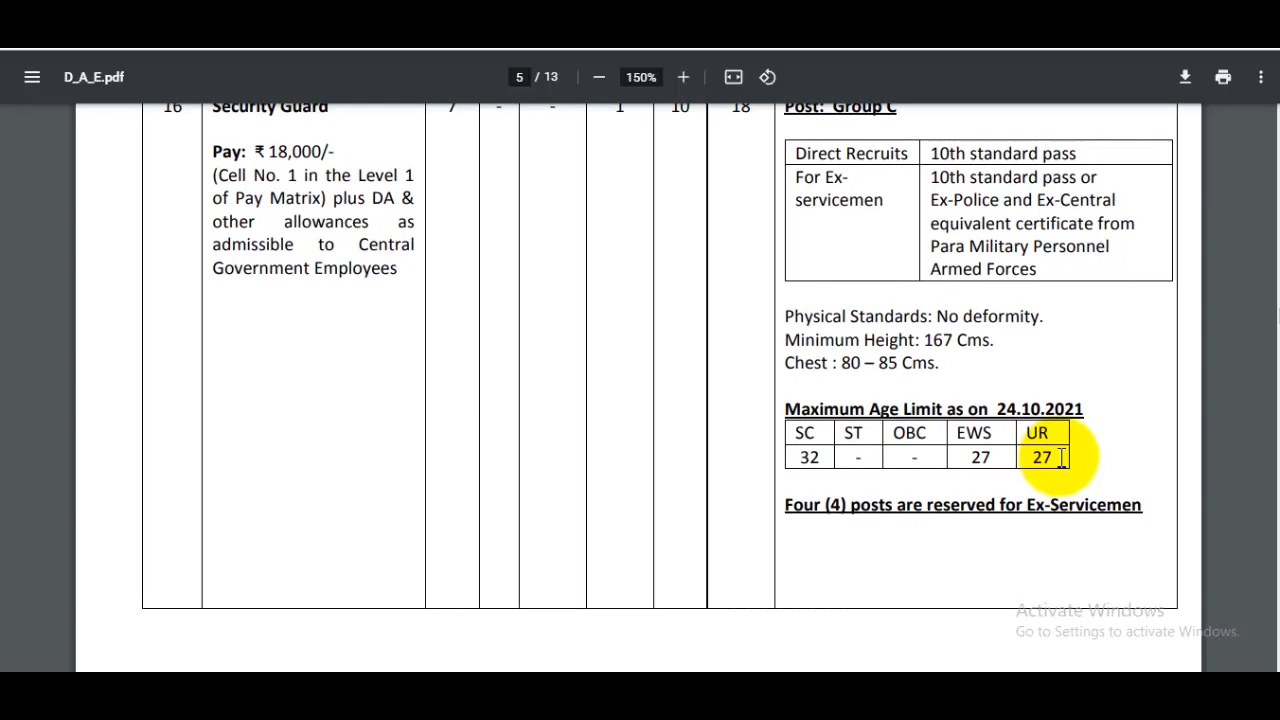 D_A_E.pdf
5 / 13
150%
16 Security Guard 7 - - 1 10 18 Post: Group C
Pay: ₹ 18,000/-
(Cell No. 1 in the Level 1
of Pay Matrix) plus DA &
other allowances as
admissible to Central
Government Employees
Direct Recruits 10th standard pass
For Ex- 10th standard pass or
servicemen Ex-Police and Ex-Central
equivalent certificate from
Para Military Personnel
Armed Forces
Physical Standards: No deformity.
Minimum Height: 167 Cms.
Chest : 80 – 85 Cms.
Maximum Age Limit as on 24.10.2021
SC ST OBC EWS UR
32 - - 27 27
Four (4) posts are reserved for Ex-Servicemen
Activate Windows
Go to Settings to activate Windows.